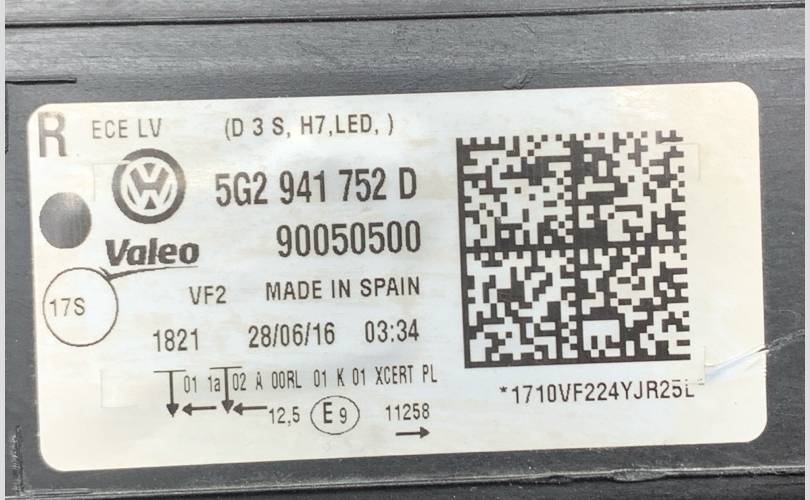 R ECE LV (D 3 S, H7,LED, )
5G2 941 752 D
Valeo 90050500
17S VF2 MADE IN SPAIN
1821 28/06/16 03:34
01 1a 02 A 00RL 01 K 01 XCERT PL
12,5 E9 11258
*1710VF224YJR25L